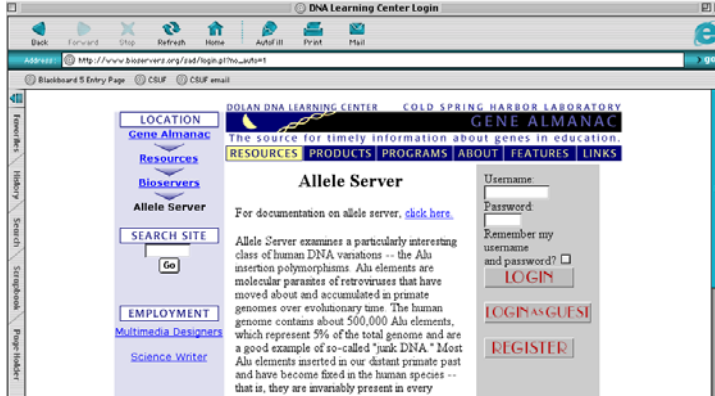 DNA Learning Center Login
Back Forward Stop Refresh Home AutoFill Print Mail
Address: http://www.bioservers.org/sad/login.pl?no_auto=1 go
Blackboard 5 Entry Page CSUF CSUF email
Favorites
History
Search
Scrapbook
Page Holder
LOCATION
Gene Almanac
Resources
Bioservers
Allele Server
SEARCH SITE
Go
EMPLOYMENT
Multimedia Designers
Science Writer
DOLAN DNA LEARNING CENTER COLD SPRING HARBOR LABORATORY
GENE ALMANAC
The source for timely information about genes in education.
RESOURCES PRODUCTS PROGRAMS ABOUT FEATURES LINKS
Allele Server
For documentation on allele server, click here.
Allele Server examines a particularly interesting
class of human DNA variations -- the Alu
insertion polymorphisms. Alu elements are
molecular parasites of retroviruses that have
moved about and accumulated in primate
genomes over evolutionary time. The human
genome contains about 500,000 Alu elements,
which represent 5% of the total genome and are
a good example of so-called "junk DNA." Most
Alu elements inserted in our distant primate past
and have become fixed in the human species --
that is, they are invariably present in every
Username:
Password:
Remember my
username
and password?
LOGIN
LOGIN AS GUEST
REGISTER